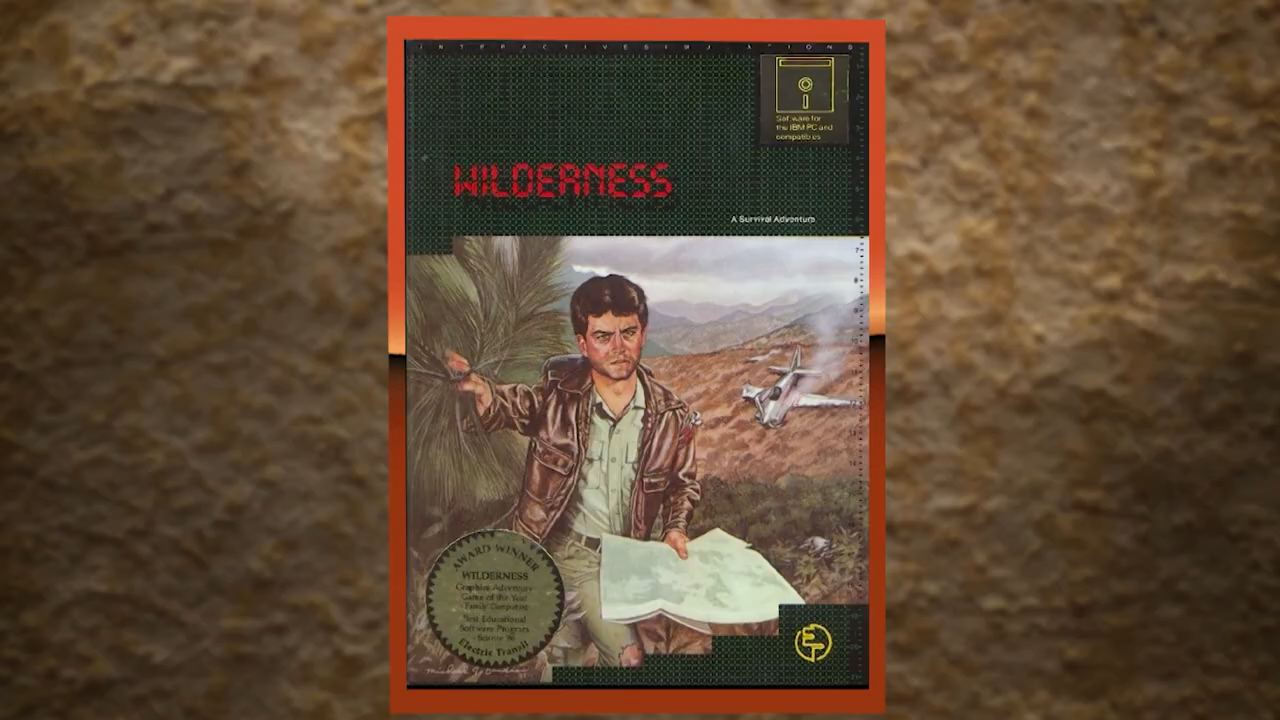 INTERACTIVE SIMULATIONS
Software for
the IBM PC and
compatibles
WILDERNESS
A Survival Adventure
AWARD WINNER
WILDERNESS
Graphics Adventure
Game of the Year
Family Computing
Best Educational
Software Program
Electric Transit
ET